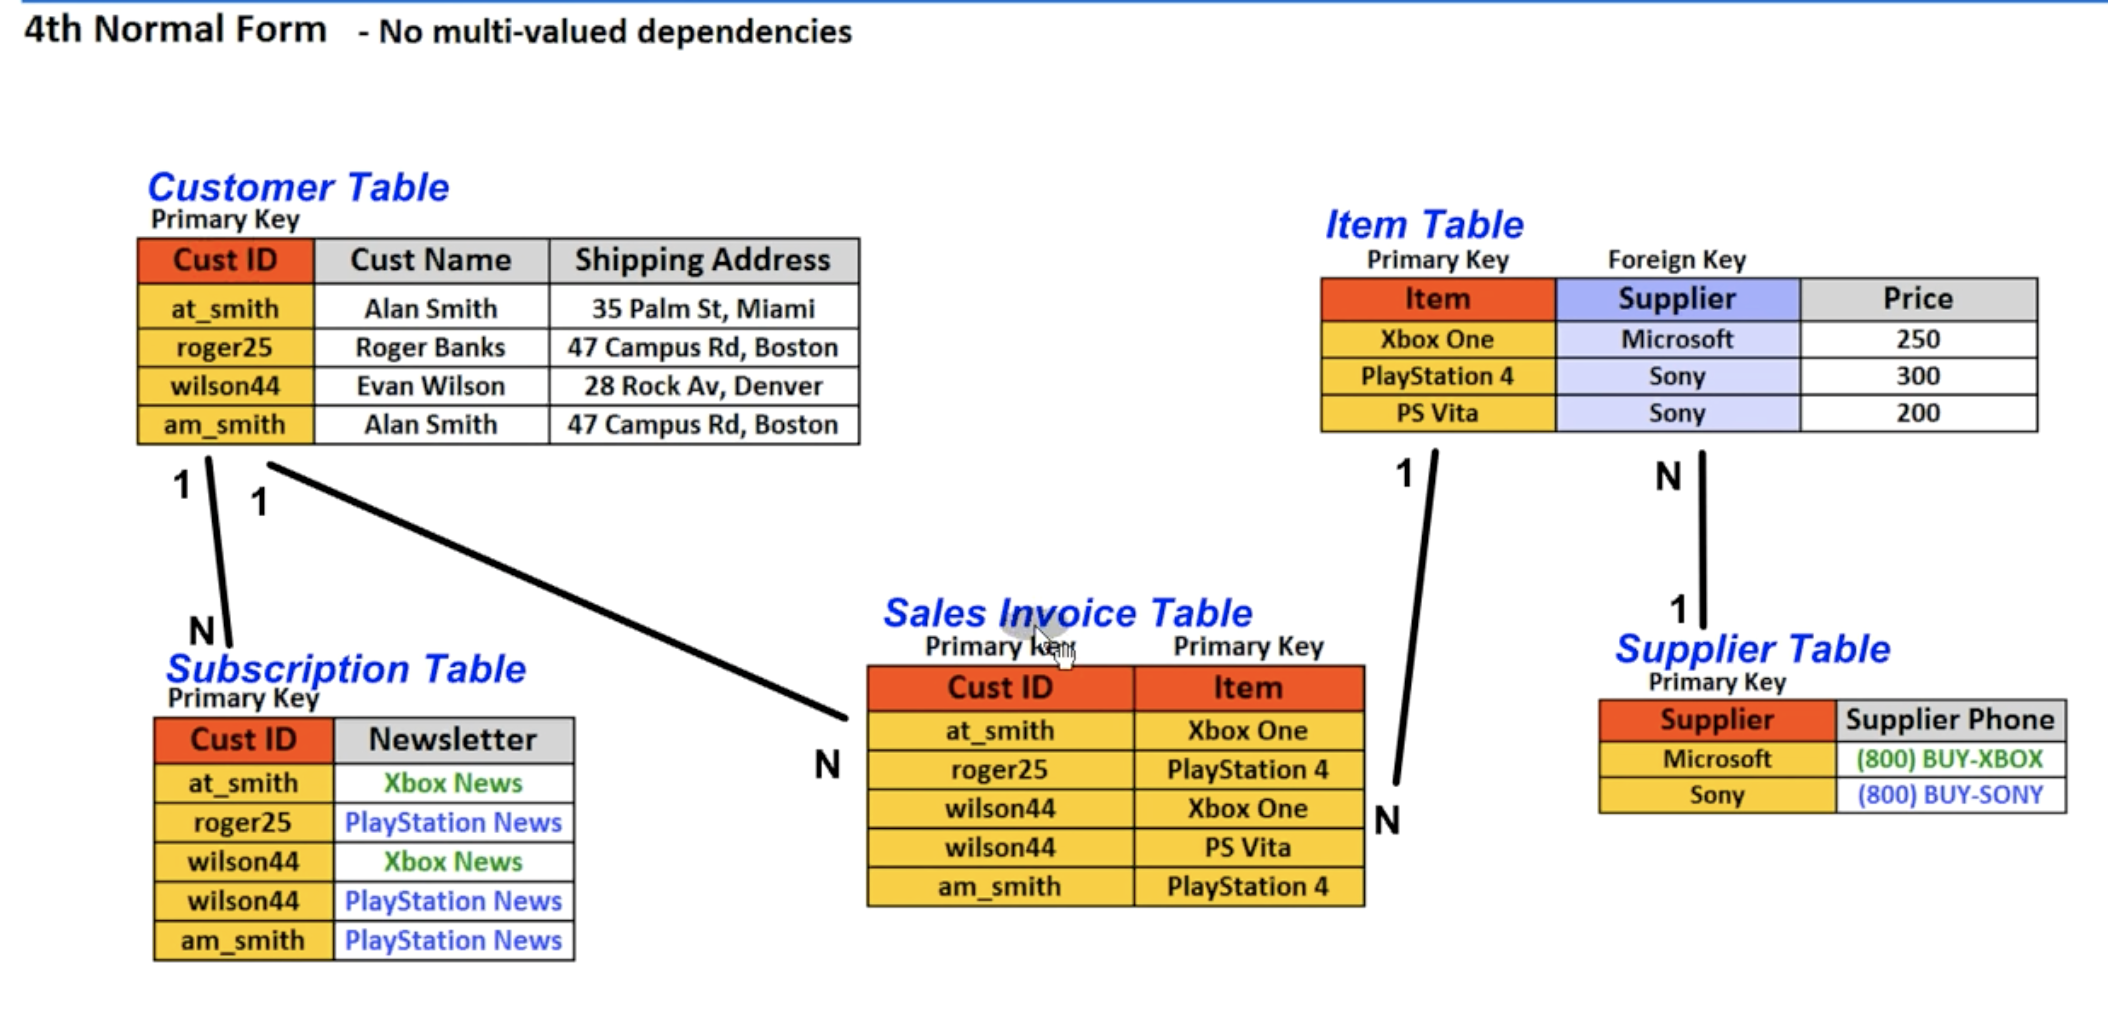 4th Normal Form - No multi-valued dependencies
Customer Table
Primary Key
Cust ID Cust Name Shipping Address
at_smith Alan Smith 35 Palm St, Miami
roger25 Roger Banks 47 Campus Rd, Boston
wilson44 Evan Wilson 28 Rock Av, Denver
am_smith Alan Smith 47 Campus Rd, Boston
Item Table
Primary Key Foreign Key
Item Supplier Price
Xbox One Microsoft 250
PlayStation 4 Sony 300
PS Vita Sony 200
1 1
1 N
N
1
Subscription Table
Primary Key
Cust ID Newsletter
at_smith Xbox News
roger25 PlayStation News
wilson44 Xbox News
wilson44 PlayStation News
am_smith PlayStation News
Sales Invoice Table
Primary Key Primary Key
Cust ID Item
at_smith Xbox One
roger25 PlayStation 4
wilson44 Xbox One
wilson44 PS Vita
am_smith PlayStation 4
N
N
Supplier Table
Primary Key
Supplier Supplier Phone
Microsoft (800) BUY-XBOX
Sony (800) BUY-SONY